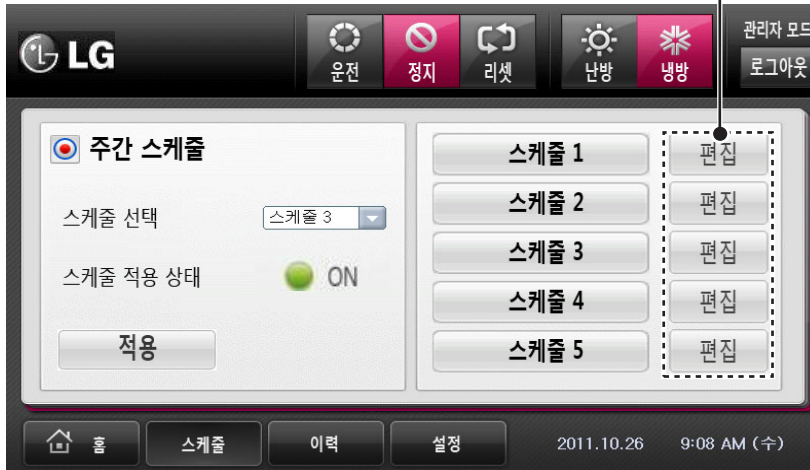 LG
운전
정지
리셋
난방
냉방
관리자 모드
로그아웃
주간 스케줄
스케줄 선택
스케줄 3
스케줄 적용 상태
ON
적용
스케줄 1
편집
스케줄 2
편집
스케줄 3
편집
스케줄 4
편집
스케줄 5
편집
홈
스케줄
이력
설정
2011.10.26
9:08 AM (수)